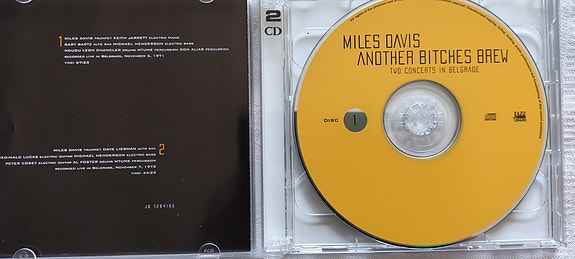 1
MILES DAVIS TRUMPET KEITH JARRETT ELECTRIC PIANO
GARY BARTZ ALTO SAX MICHAEL HENDERSON ELECTRIC BASS
NDUGU LEON CHANCLER DRUMS MTUME PERCUSSION DON ALIAS PERCUSSION
RECORDED LIVE IN BELGRADE, NOVEMBER 3, 1971
TIME: 67:23
MILES DAVIS TRUMPET DAVE LIEBMAN ALTO SAX
REGINALD LUCAS ELECTRIC GUITAR MICHAEL HENDERSON ELECTRIC BASS
PETER COSEY ELECTRIC GUITAR AL FOSTER DRUMS MTUME PERCUSSION
RECORDED LIVE IN BELGRADE, NOVEMBER 7, 1973
TIME: 44:29
2
JD 1284/85
2
CD
MILES DAVIS
ANOTHER BITCHES BREW
TWO CONCERTS IN BELGRADE
DISC 1